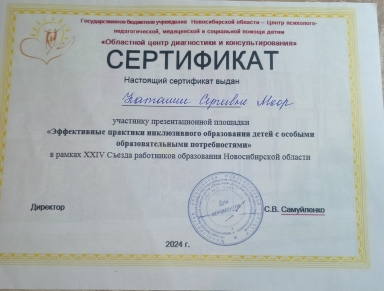 Государственное бюджетное учреждение Новосибирской области – Центр психолого-
педагогической, медицинской и социальной помощи детям
«Областной центр диагностики и консультирования»
СЕРТИФИКАТ
Настоящий сертификат выдан
участнику презентационной площадки
«Эффективные практики инклюзивного образования детей с особыми
образовательными потребностями»
в рамках XXIV Съезда работников образования Новосибирской области
Директор
Для документов
С.В. Самуйленко
2024 г.